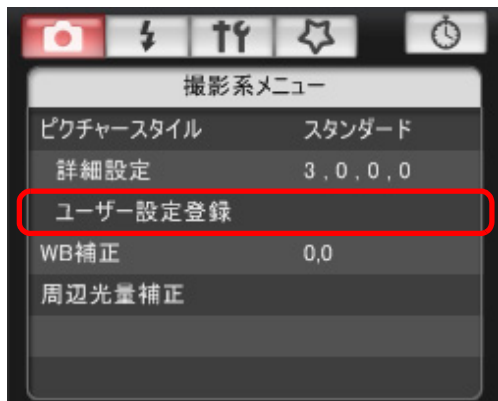 撮影系メニュー
ピクチャースタイル スタンダード
詳細設定 3,0,0,0
ユーザー設定登録
WB補正 0,0
周辺光量補正